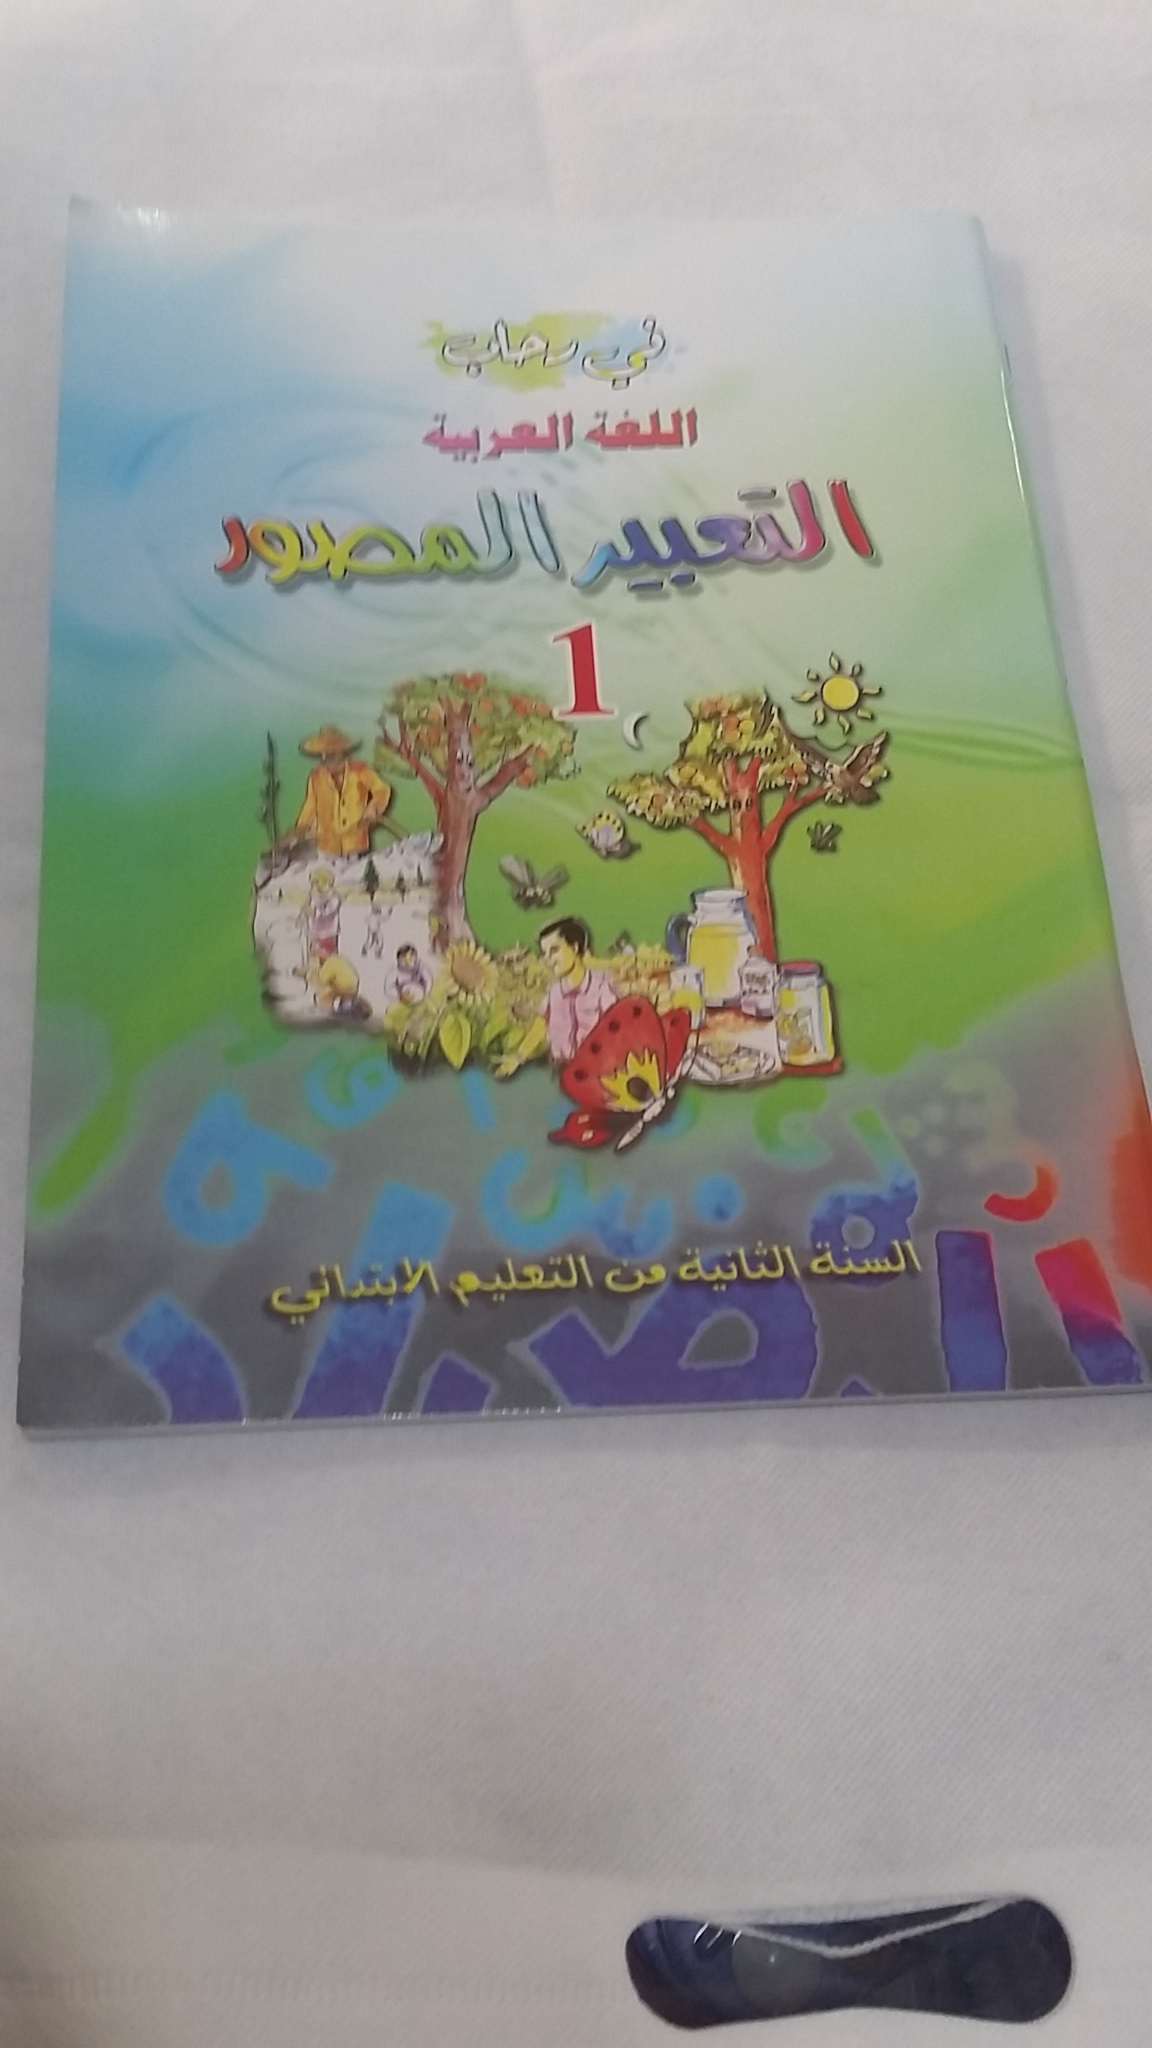 في رحاب
اللغة العربية
التعبير المصور
1
السنة الثانية من التعليم الابتدائي